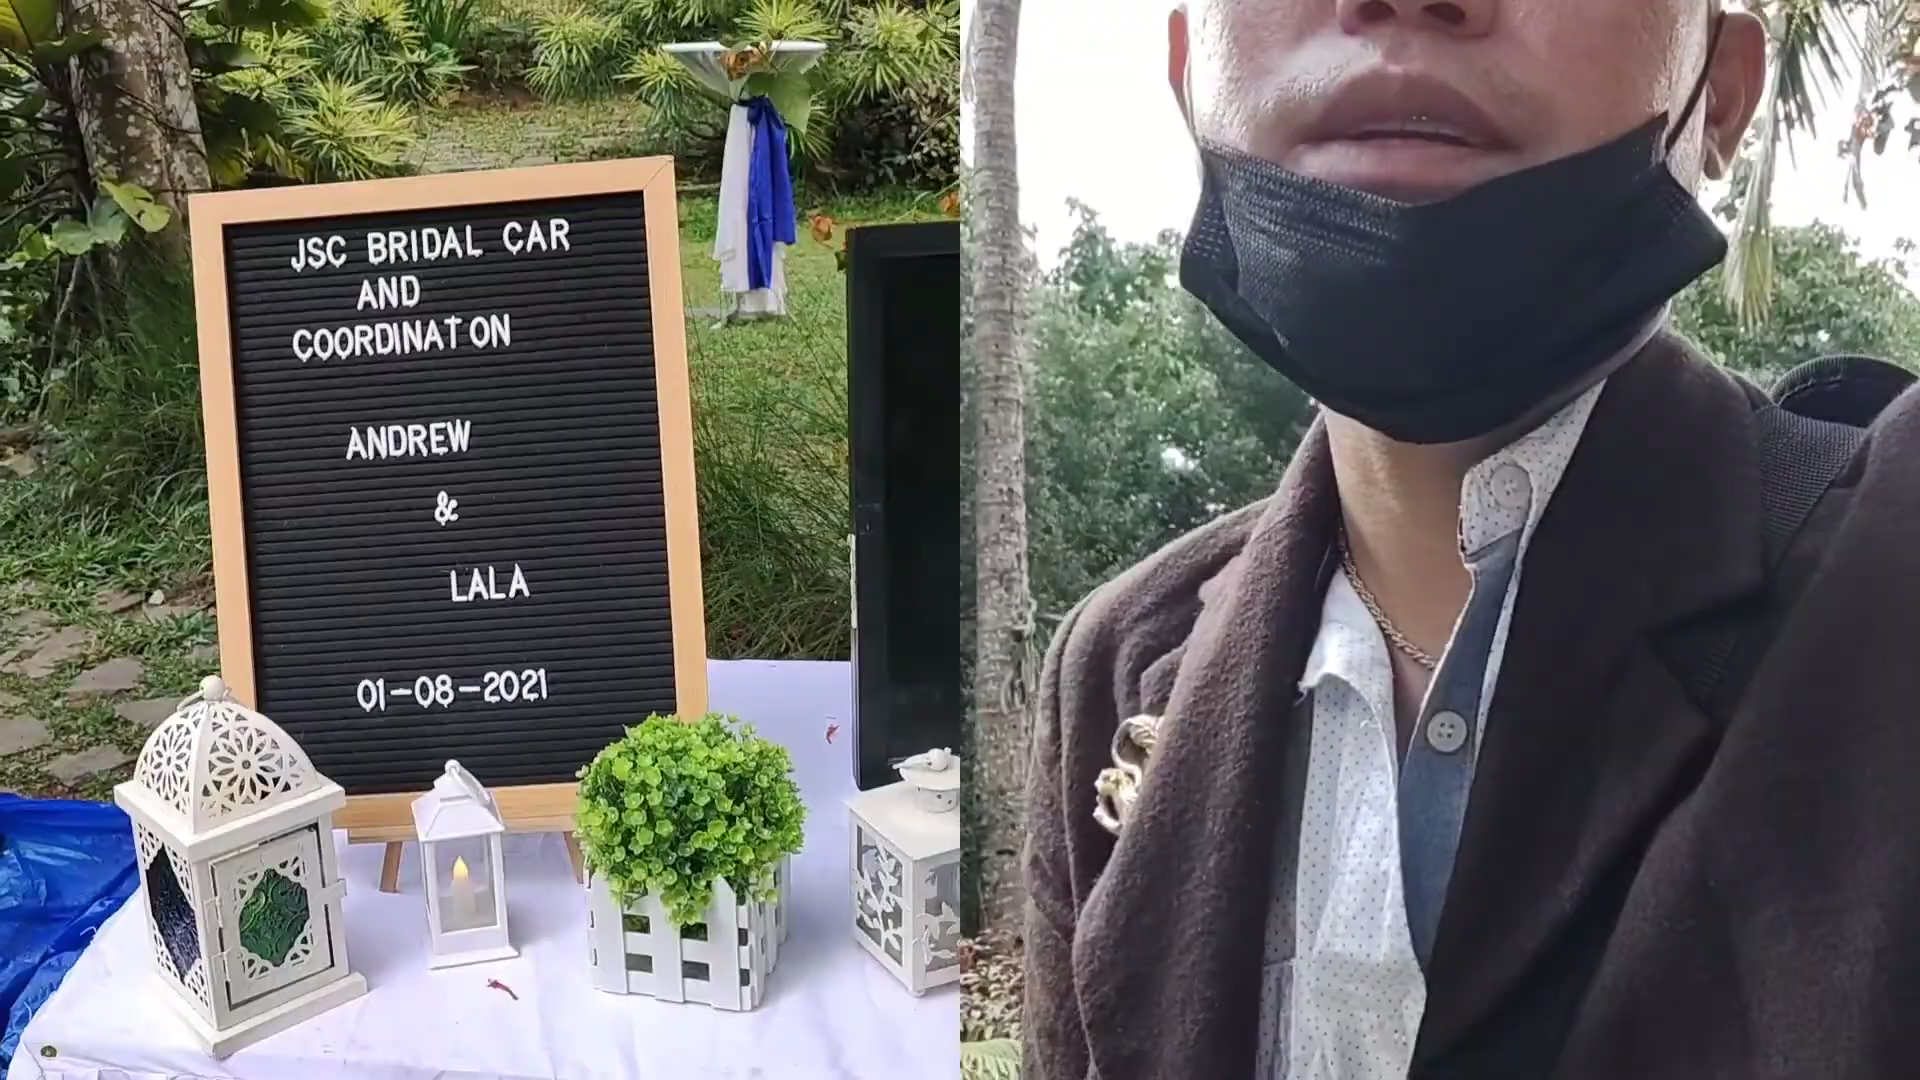 JSC BRIDAL CAR
AND
COORDINAT ON
ANDREW
&
LALA
01-08-2021